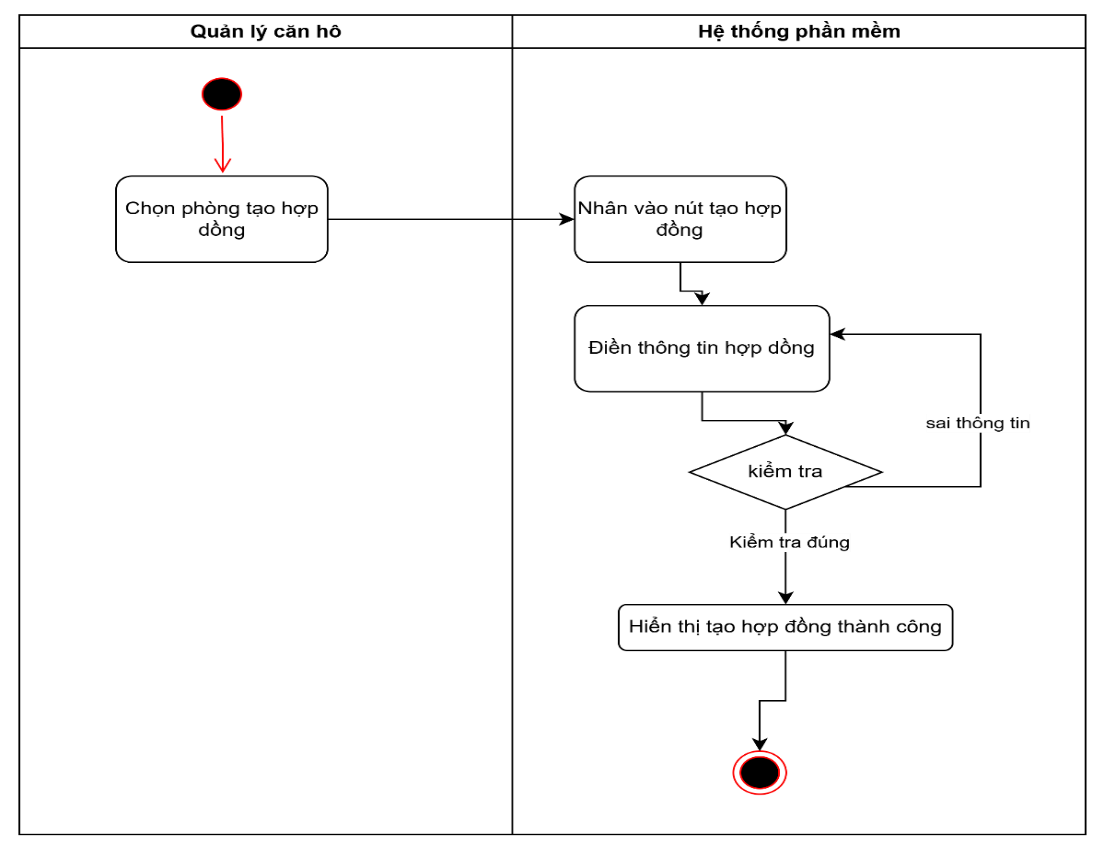 Quản lý căn hô
Hệ thống phần mềm
Chọn phòng tạo hợp
dồng
Nhân vào nút tạo hợp
đồng
Điền thông tin hợp dồng
sai thông tin
kiểm tra
Kiểm tra đúng
Hiển thị tạo hợp đồng thành công